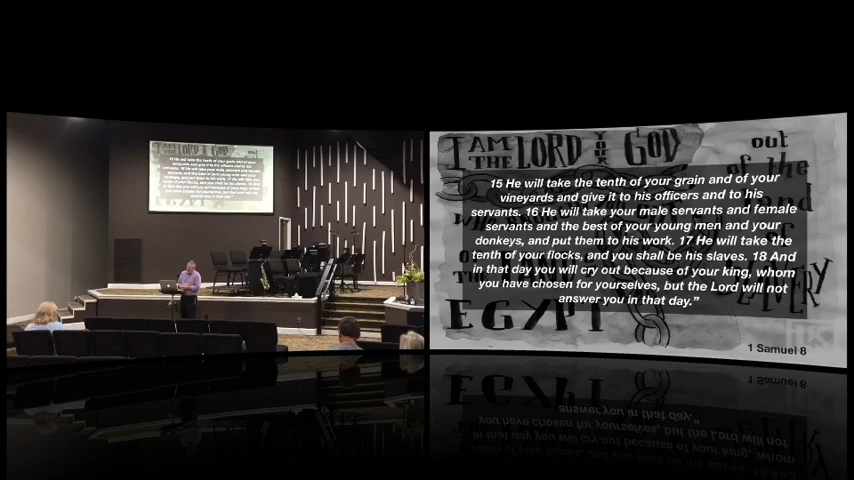 I AM THE LORD YOR GOD
out
of the
15 He will take the tenth of your grain and of your
vineyards and give it to his officers and to his
servants. 16 He will take your male servants and female
servants and the best of your young men and your
donkeys, and put them to his work. 17 He will take the
tenth of your flocks, and you shall be his slaves. 18 And
in that day you will cry out because of your king, whom
you have chosen for yourselves, but the Lord will not
answer you in that day.”
EGYPT
1 Samuel 8